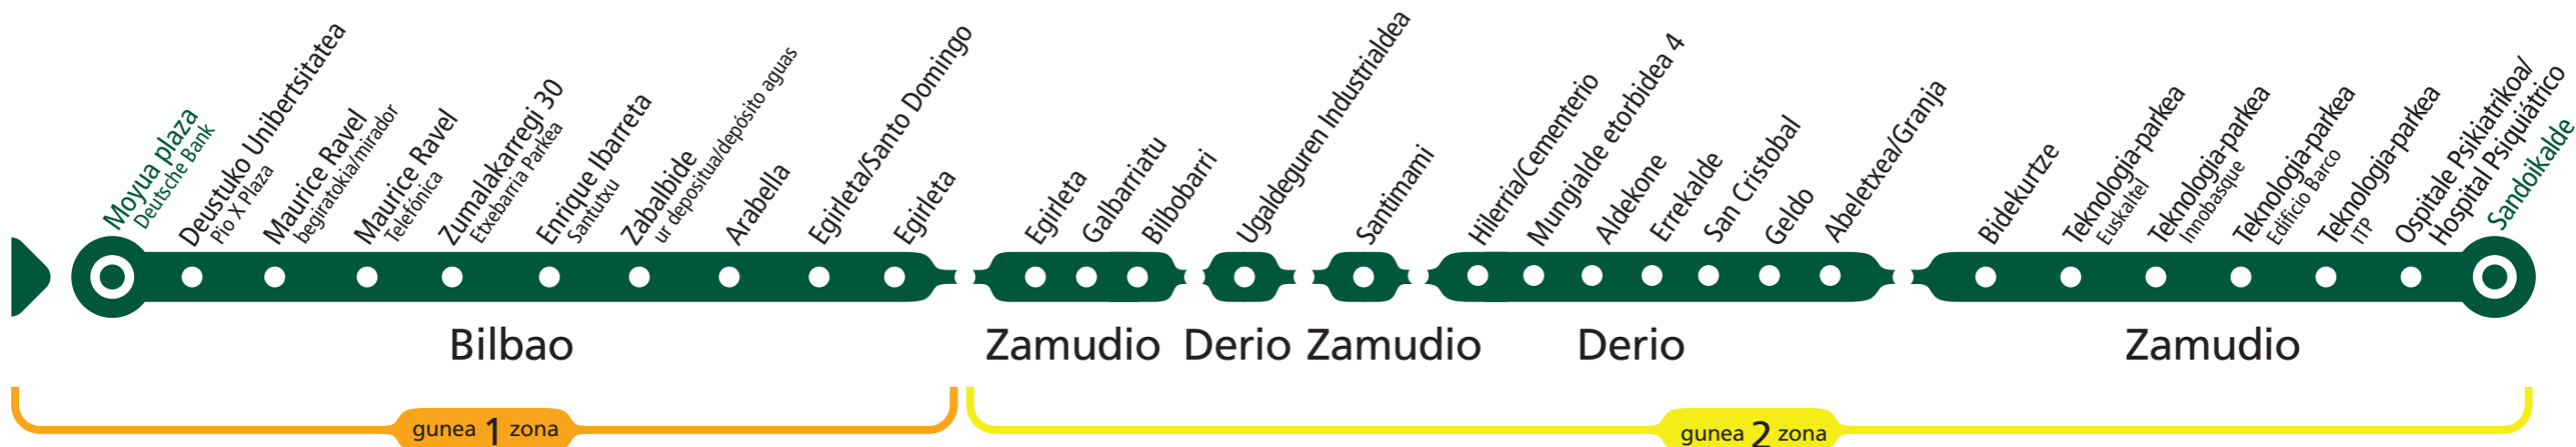 Moyua plaza
Deutsche Bank
Deustuko Unibertsitatea
Pio X Plaza
Maurice Ravel
begiratokia/mirador
Maurice Ravel
Telefónica
Zumalakarregi 30
Etxebarria Parkea
Enrique Ibarreta
Santutxu
Zabalbide
ur depositua/depósito aguas
Arabella
Egirleta/Santo Domingo
Egirleta
Egirleta
Galbarriatu
Bilbobarri
Ugaldeguren Industrialdea
Santimami
Hilerria/Cementerio
Mungialde etorbidea 4
Aldekone
Errekalde
San Cristobal
Geldo
Abeletxea/Granja
Bidekurtze
Teknologia-parkea
Euskaltel
Teknologia-parkea
Innobasque
Teknologia-parkea
Edificio Barco
Teknologia-parkea
ITP
Ospitale Psikiatrikoa/
Hospital Psiquiátrico
Sandoikalde
Bilbao
Zamudio
Derio
Zamudio
Derio
Zamudio
gunea 1 zona
gunea 2 zona